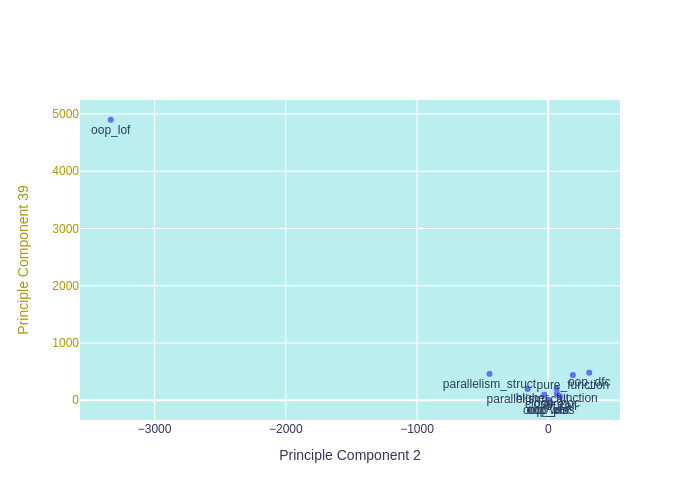 5000
oop_lof
4000
3000
2000
1000
parallelism_struct
pure_function
oop_dfc
0
−3000
−2000
−1000
0
Principle Component 2
Principle Component 39